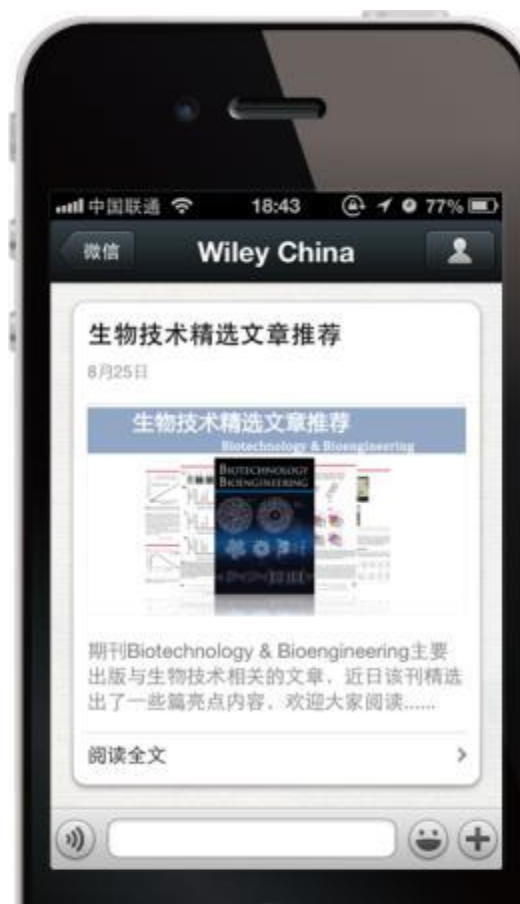 中国联通 18:43 77%
微信 Wiley China
生物技术精选文章推荐
8月25日
生物技术精选文章推荐
Biotechnology & Bioengineering
BIOTECHNOLOGY
BIOENGINEERING
期刊Biotechnology & Bioengineering主要
出版与生物技术相关的文章，近日该刊精选
出了一些篇亮点内容，欢迎大家阅读......
阅读全文